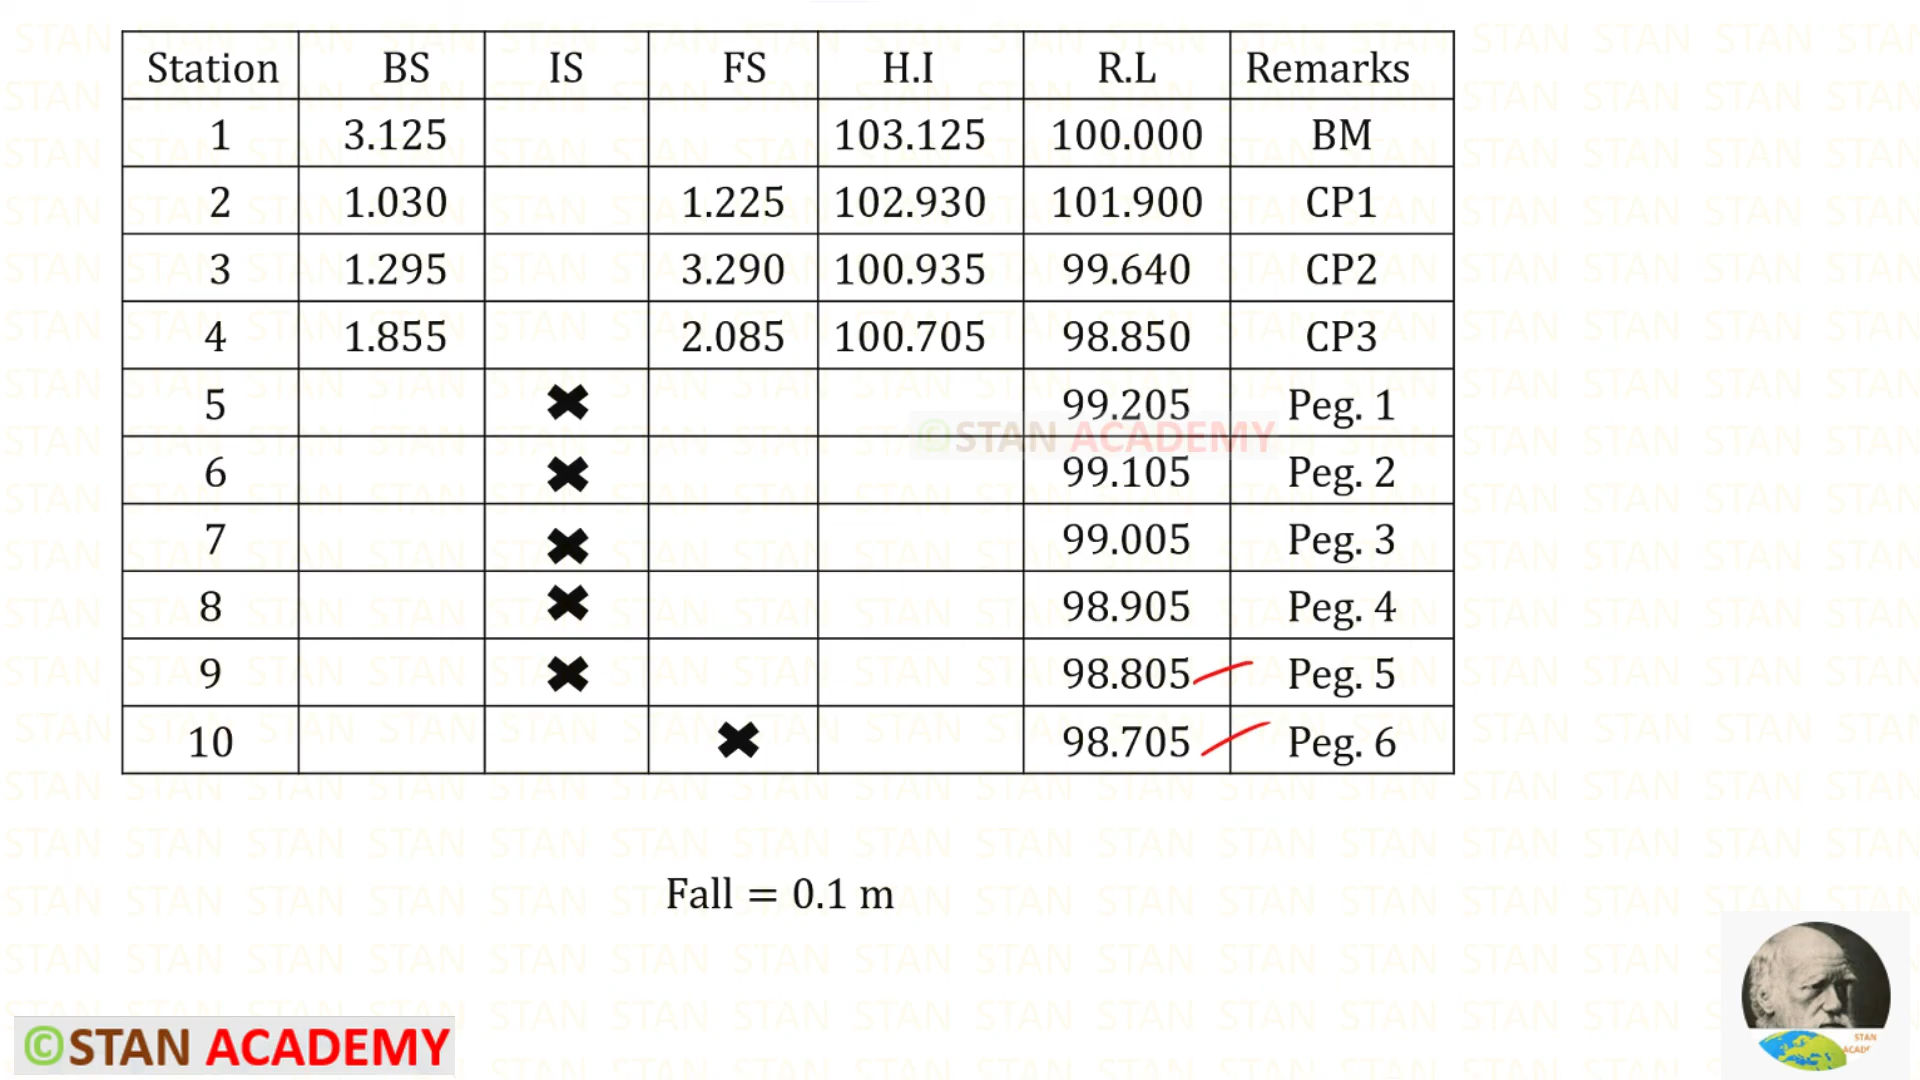 Station BS IS FS H.I R.L Remarks
1 3.125 103.125 100.000 BM
2 1.030 1.225 102.930 101.900 CP1
3 1.295 3.290 100.935 99.640 CP2
4 1.855 2.085 100.705 98.850 CP3
5 ✖ 99.205 Peg. 1
©STAN ACADEMY
6 ✖ 99.105 Peg. 2
7 ✖ 99.005 Peg. 3
8 ✖ 98.905 Peg. 4
9 ✖ 98.805 Peg. 5
10 ✖ 98.705 Peg. 6
Fall = 0.1 m
©STAN ACADEMY
STAN